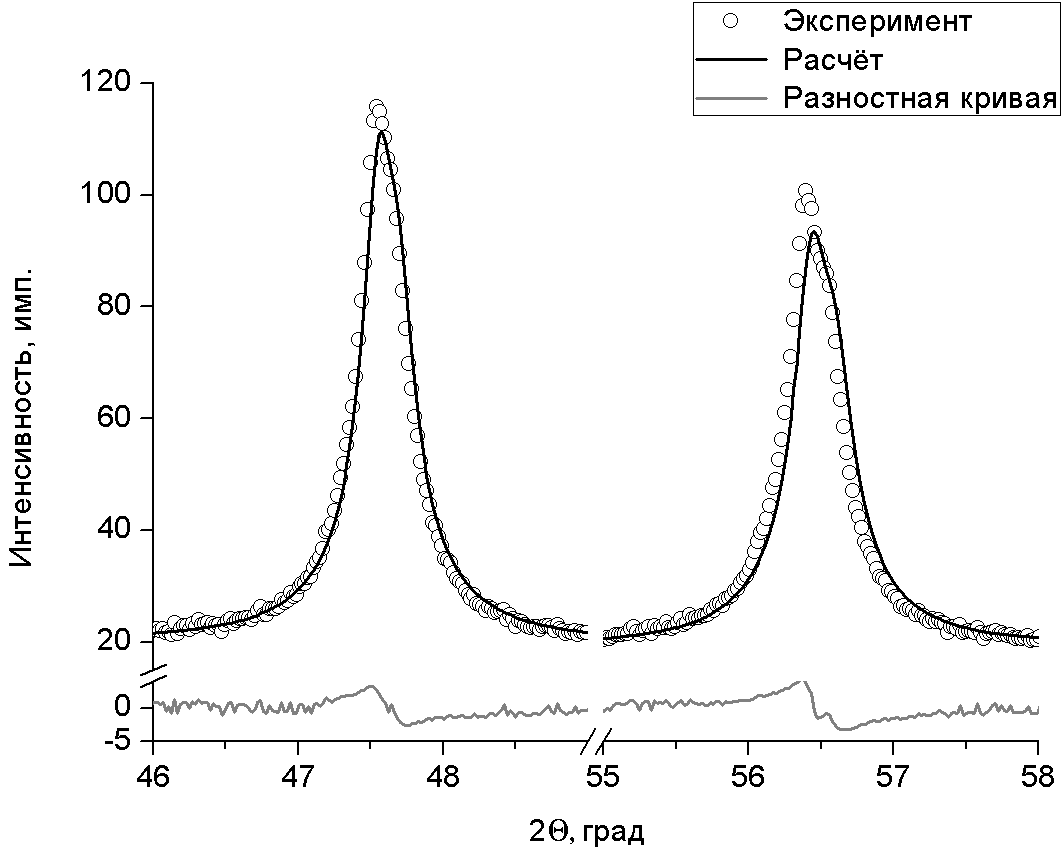 Эксперимент
Расчёт
Разностная кривая
120
100
80
60
40
20
0
-5
Интенсивность, имп.
46 47 48 55 56 57 58
2Θ, град